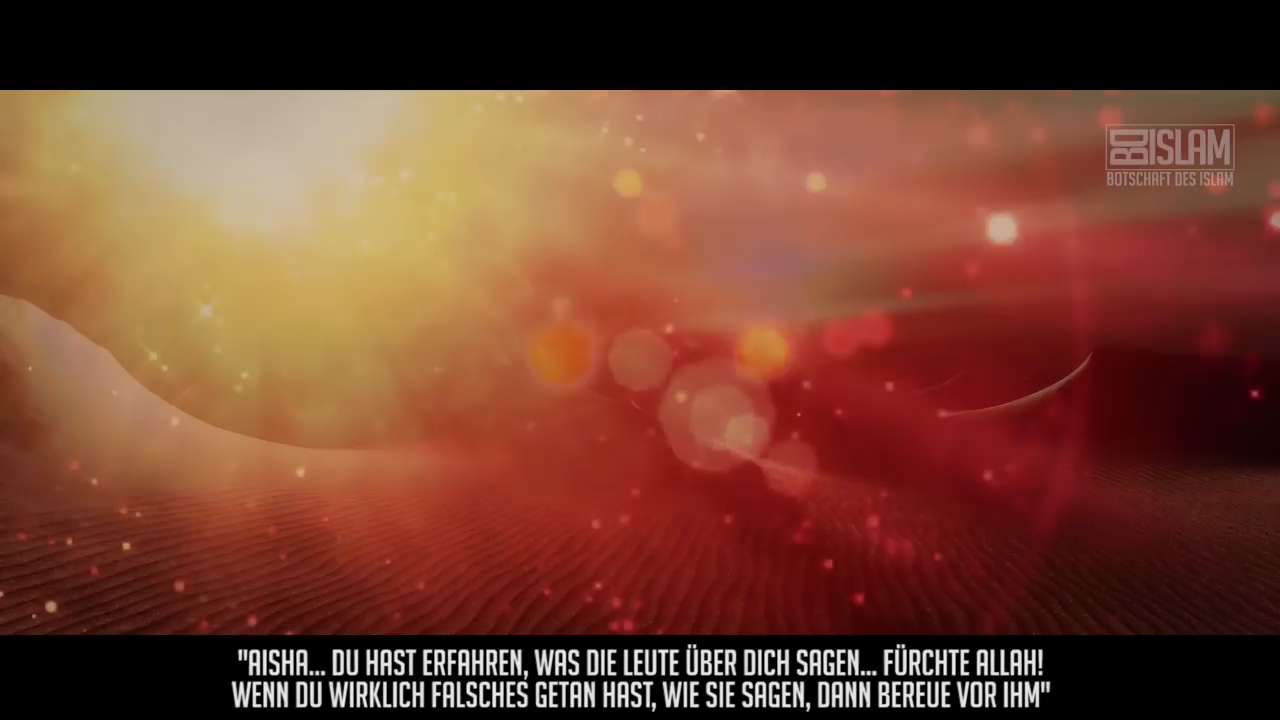 BDISLAM
BOTSCHAFT DES ISLAM
"AISHA... DU HAST ERFAHREN, WAS DIE LEUTE ÜBER DICH SAGEN... FÜRCHTE ALLAH!
WENN DU WIRKLICH FALSCHES GETAN HAST, WIE SIE SAGEN, DANN BEREUE VOR IHM"